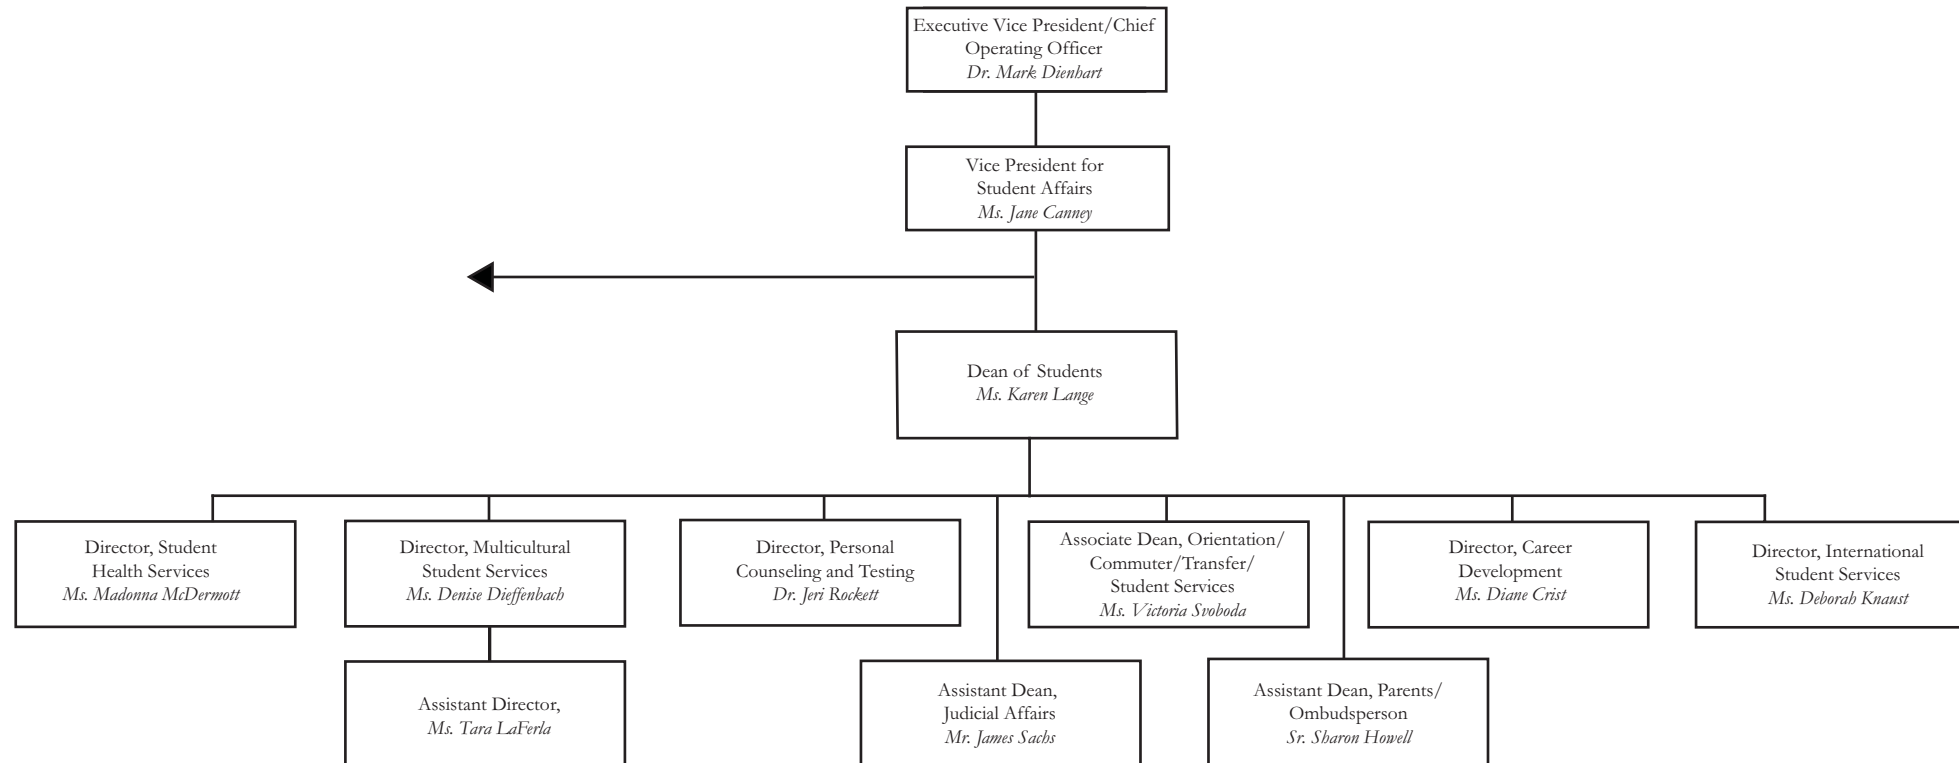 Executive Vice President/Chief
Operating Officer
Dr. Mark Dienhart
Vice President for
Student Affairs
Ms. Jane Canney
Dean of Students
Ms. Karen Lange
Director, Student
Health Services
Ms. Madonna McDermott
Director, Multicultural
Student Services
Ms. Denise Dieffenbach
Director, Personal
Counseling and Testing
Dr. Jeri Rockett
Associate Dean, Orientation/
Commuter/Transfer/
Student Services
Ms. Victoria Svoboda
Director, Career
Development
Ms. Diane Crist
Director, International
Student Services
Ms. Deborah Knaust
Assistant Director,
Ms. Tara LaFerla
Assistant Dean,
Judicial Affairs
Mr. James Sachs
Assistant Dean, Parents/
Ombudsperson
Sr. Sharon Howell